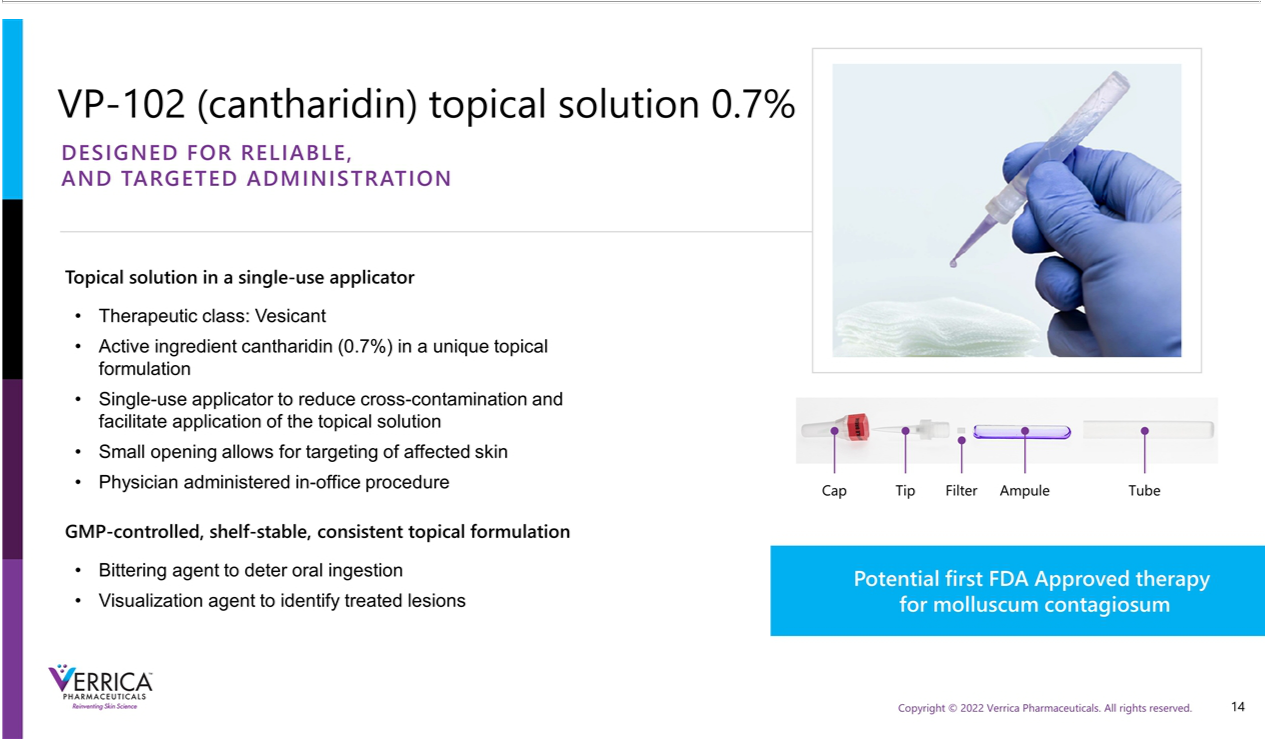 VP-102 (cantharidin) topical solution 0.7%
DESIGNED FOR RELIABLE,
AND TARGETED ADMINISTRATION
Topical solution in a single-use applicator
• Therapeutic class: Vesicant
• Active ingredient cantharidin (0.7%) in a unique topical
formulation
• Single-use applicator to reduce cross-contamination and
facilitate application of the topical solution
• Small opening allows for targeting of affected skin
• Physician administered in-office procedure
GMP-controlled, shelf-stable, consistent topical formulation
• Bittering agent to deter oral ingestion
• Visualization agent to identify treated lesions
Cap Tip Filter Ampule Tube
Potential first FDA Approved therapy
for molluscum contagiosum
VERRICA™
PHARMACEUTICALS
Reinventing Skin Science
Copyright © 2022 Verrica Pharmaceuticals. All rights reserved. 14